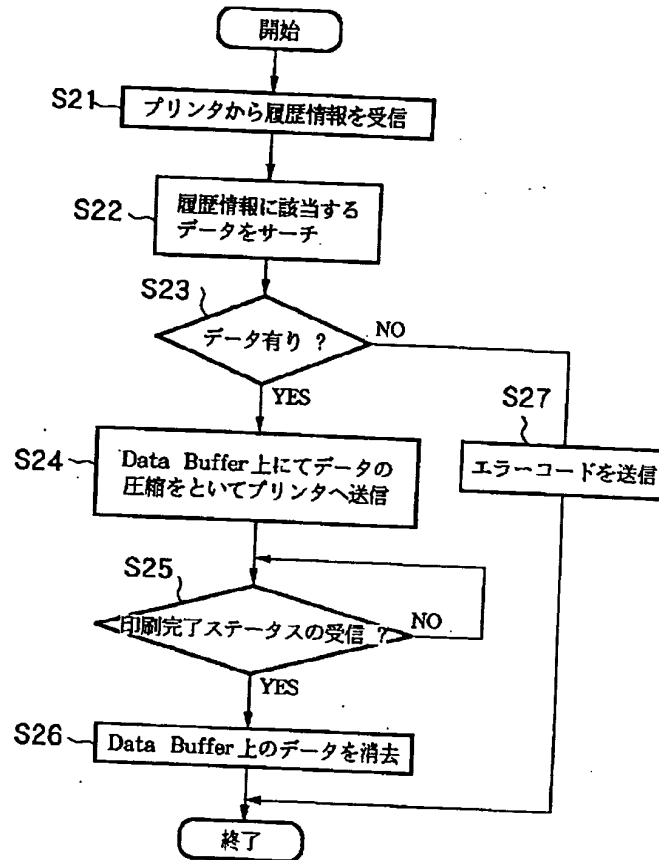 開始
S21
プリンタから履歴情報を受信
S22
履歴情報に該当する
データをサーチ
S23
データ有り ?
NO
YES
S27
エラーコードを送信
S24
Data Buffer上にてデータの
圧縮をといてプリンタへ送信
S25
印刷完了ステータスの受信 ?
NO
YES
S26
Data Buffer上のデータを消去
終了